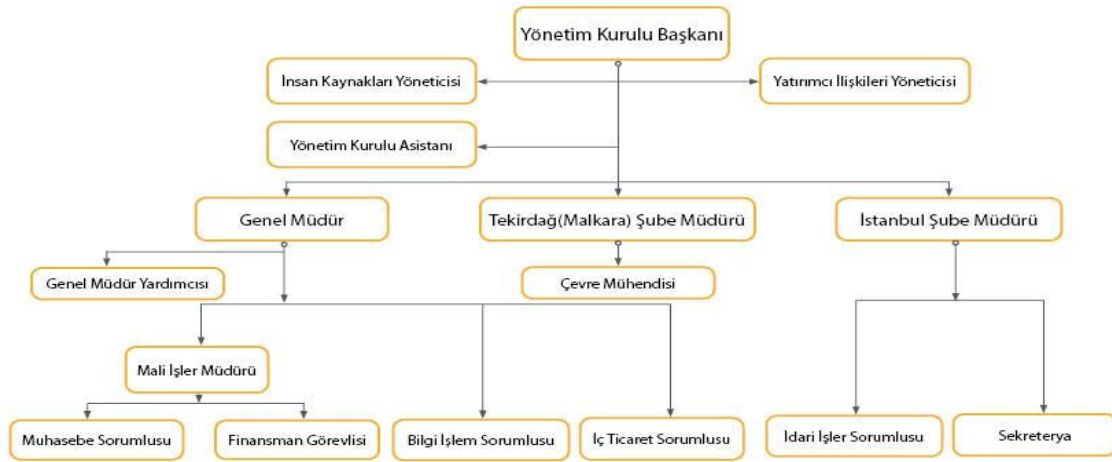 Yönetim Kurulu Başkanı
İnsan Kaynakları Yöneticisi
Yatırımcı İlişkileri Yöneticisi
Yönetim Kurulu Asistanı
Genel Müdür
Tekirdağ(Malkara) Şube Müdürü
İstanbul Şube Müdürü
Genel Müdür Yardımcısı
Çevre Mühendisi
Mali İşler Müdürü
Muhasebe Sorumlusu
Finansman Görevlisi
Bilgi İşlem Sorumlusu
İç Ticaret Sorumlusu
İdari İşler Sorumlusu
Sekreterya